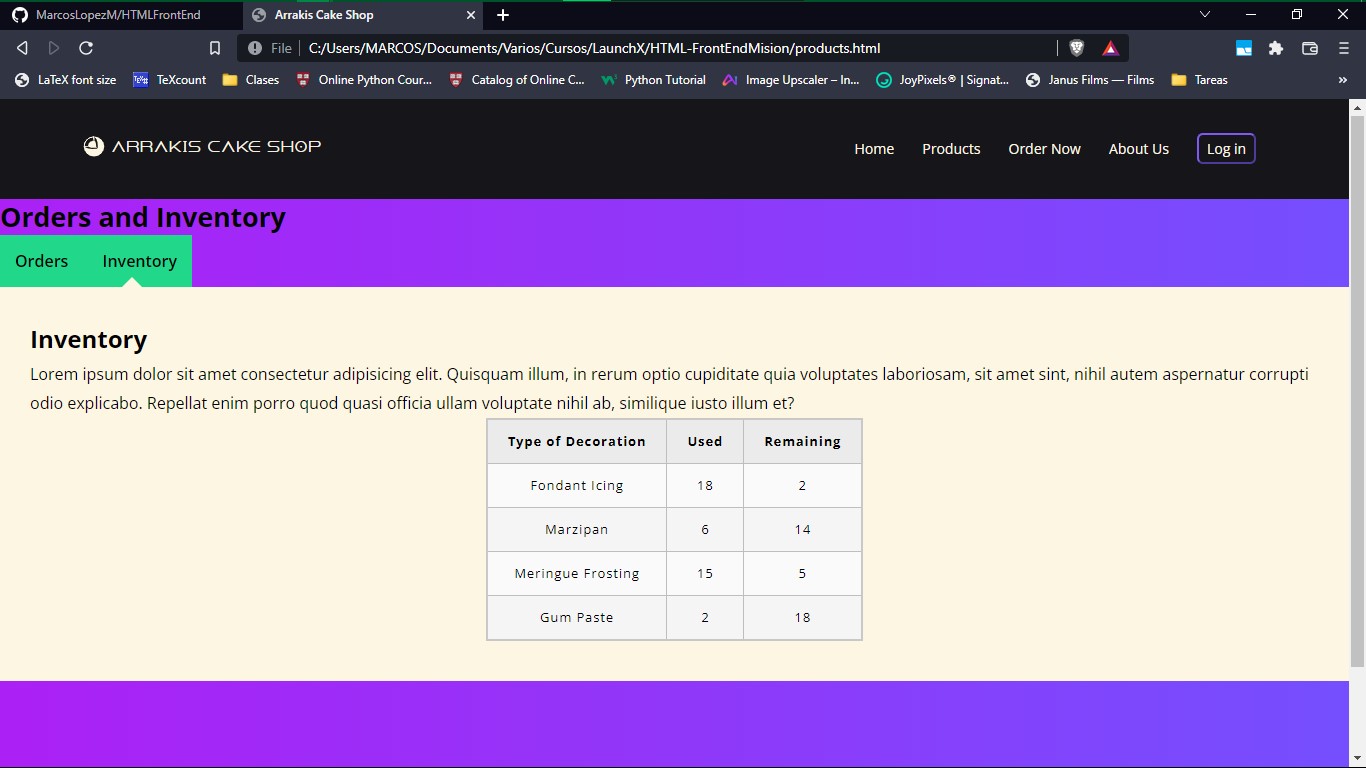 MarcosLopezM/HTMLFrontEnd Arrakis Cake Shop
File C:/Users/MARCOS/Documents/Varios/Cursos/LaunchX/HTML-FrontEndMision/products.html
LaTeX font size TeXcount Clases Online Python Cour... Catalog of Online C... Python Tutorial Image Upscaler – In... JoyPixels® | Signat... Janus Films — Films Tareas »
ARRAKIS CAKE SHOP Home Products Order Now About Us Log in
Orders and Inventory
Orders Inventory
Inventory
Lorem ipsum dolor sit amet consectetur adipisicing elit. Quisquam illum, in rerum optio cupiditate quia voluptates laboriosam, sit amet sint, nihil autem aspernatur corrupti
odio explicabo. Repellat enim porro quod quasi officia ullam voluptate nihil ab, similique iusto illum et?
Type of Decoration Used Remaining
Fondant Icing 18 2
Marzipan 6 14
Meringue Frosting 15 5
Gum Paste 2 18